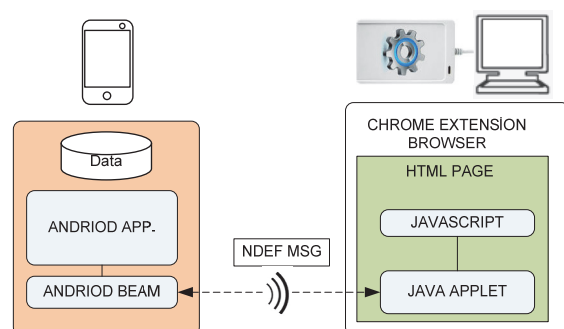 Data
ANDRIOD APP.
ANDRIOD BEAM
NDEF MSG
CHROME EXTENSİON
BROWSER
HTML PAGE
JAVASCRIPT
JAVA APPLET